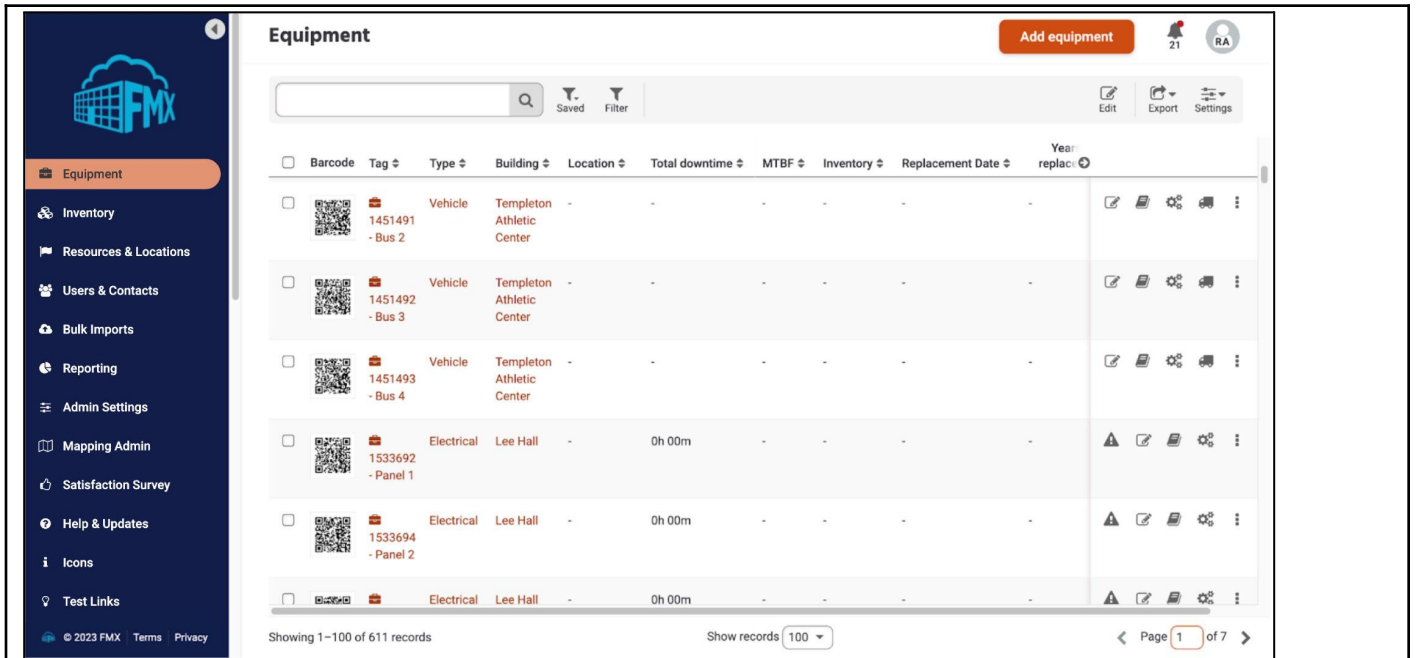 FMX
Equipment
Inventory
Resources & Locations
Users & Contacts
Bulk Imports
Reporting
Admin Settings
Mapping Admin
Satisfaction Survey
Help & Updates
Icons
Test Links
© 2023 FMX Terms Privacy
Equipment
Add equipment
21
RA
Saved
Filter
Edit
Export
Settings
Barcode Tag Type Building Location Total downtime MTBF Inventory Replacement Date Year
replace
1451491
- Bus 2
Vehicle
Templeton
Athletic
Center
- - - - - -
1451492
- Bus 3
Vehicle
Templeton
Athletic
Center
- - - - - -
1451493
- Bus 4
Vehicle
Templeton
Athletic
Center
- - - - - -
1533692
- Panel 1
Electrical Lee Hall - 0h 00m - - - -
1533694
- Panel 2
Electrical Lee Hall - 0h 00m - - - -
Electrical Lee Hall - 0h 00m - - - -
Showing 1–100 of 611 records
Show records 100
Page 1 of 7